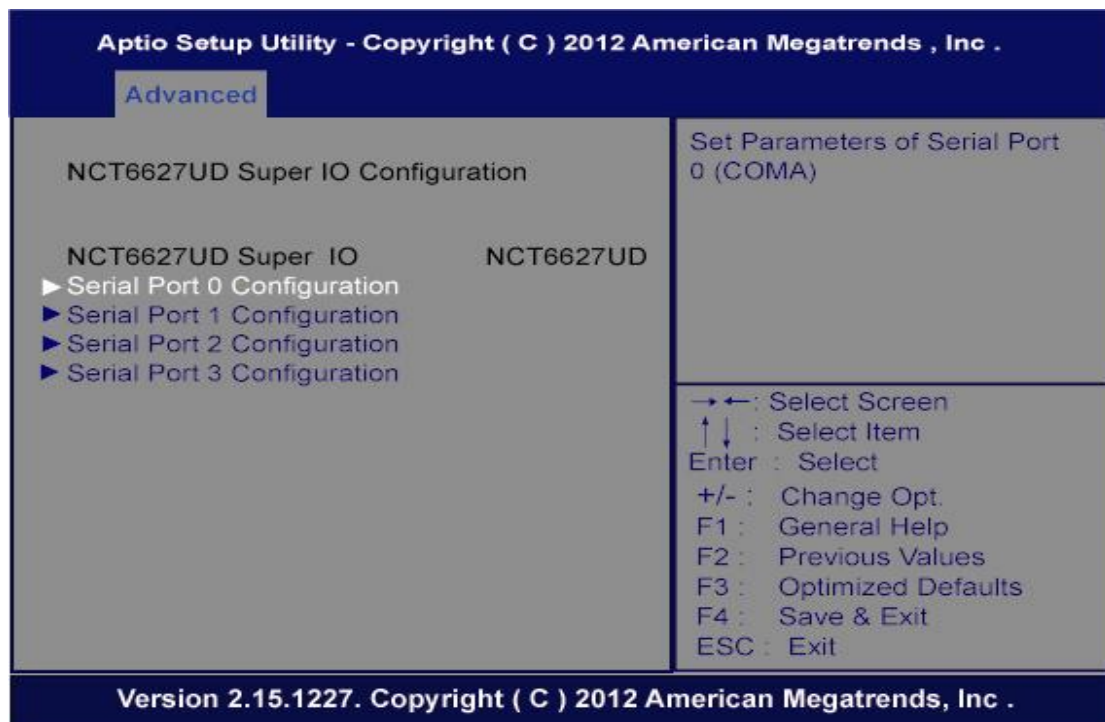 Aptio Setup Utility - Copyright ( C ) 2012 American Megatrends , Inc .
Advanced
NCT6627UD Super IO Configuration
NCT6627UD Super IO NCT6627UD
▶Serial Port 0 Configuration
▶Serial Port 1 Configuration
▶Serial Port 2 Configuration
▶Serial Port 3 Configuration
Set Parameters of Serial Port
0 (COMA)
→←: Select Screen
↑↓ : Select Item
Enter : Select
+/- : Change Opt.
F1 : General Help
F2 : Previous Values
F3 : Optimized Defaults
F4 : Save & Exit
ESC : Exit
Version 2.15.1227. Copyright ( C ) 2012 American Megatrends, Inc .